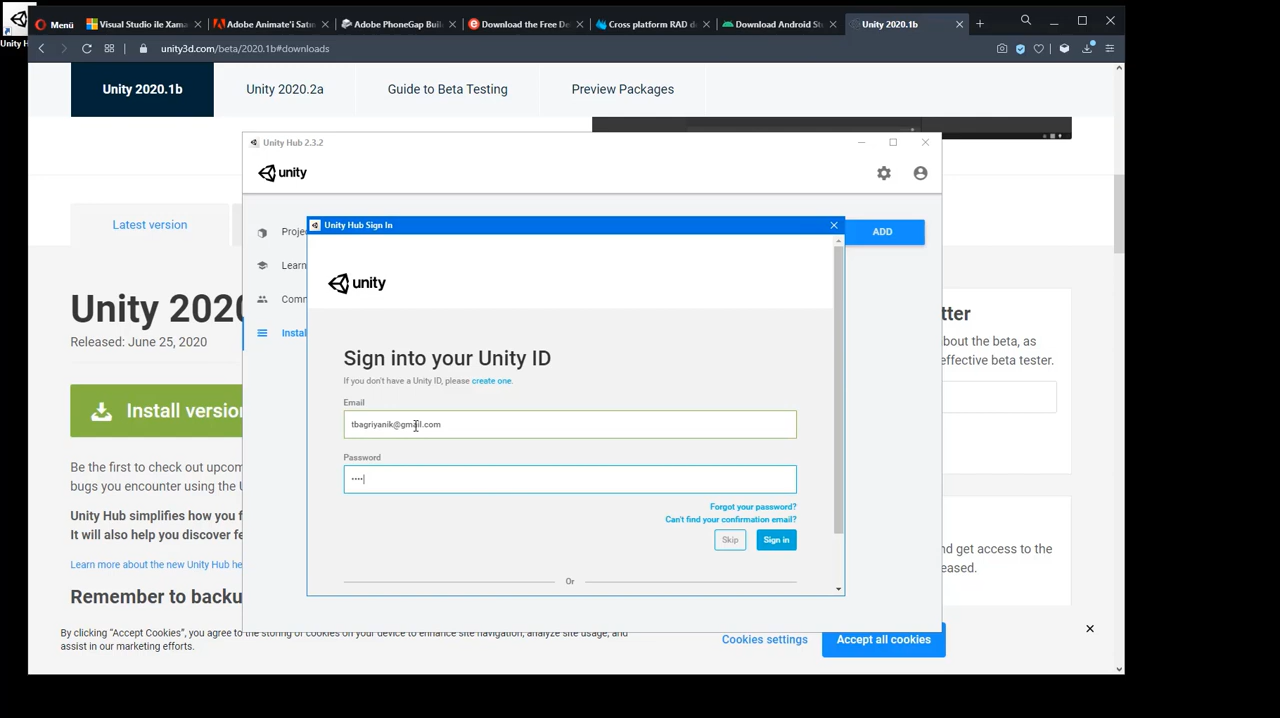 Menü
Visual Studio ile Xama
Adobe Animate'i Satın
Adobe PhoneGap Buil
Download the Free De
Cross platform RAD de
Download Android Stu
Unity 2020.1b
unity3d.com/beta/2020.1b#downloads
Unity H
Unity 2020.1b
Unity 2020.2a
Guide to Beta Testing
Preview Packages
Unity Hub 2.3.2
unity
Latest version
Proje
Learn
Comm
Instal
ADD
Unity Hub Sign In
unity
Sign into your Unity ID
If you don't have a Unity ID, please create one.
Email
tbagriyanik@gmail.com
Password
••••
Forgot your password?
Can't find your confirmation email?
Skip
Sign in
Or
Unity 2020
Released: June 25, 2020
Install version
Be the first to check out upcom
bugs you encounter using the U
Unity Hub simplifies how you f
It will also help you discover fe
Learn more about the new Unity Hub he
Remember to backu
tter
about the beta, as
effective beta tester.
nd get access to the
eased.
By clicking “Accept Cookies”, you agree to the storing of cookies on your device to enhance site navigation, analyze site usage, and
assist in our marketing efforts.
Cookies settings
Accept all cookies